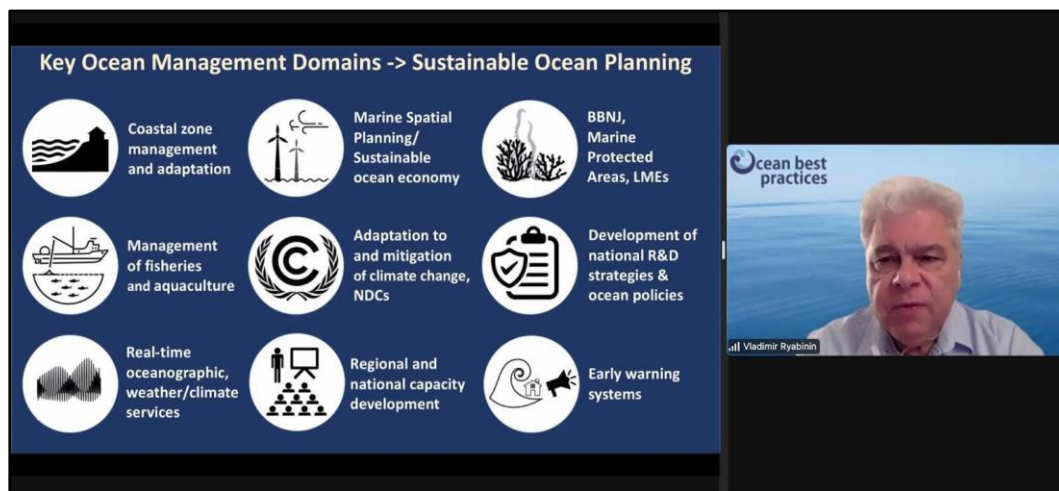 Key Ocean Management Domains -> Sustainable Ocean Planning
Coastal zone
management
and adaptation
Marine Spatial
Planning/
Sustainable
ocean economy
BBNJ,
Marine
Protected
Areas, LMEs
Management
of fisheries
and aquaculture
Adaptation to
and mitigation
of climate change,
NDCs
Development of
national R&D
strategies &
ocean policies
Real-time
oceanographic,
weather/climate
services
Regional and
national capacity
development
Early warning
systems
Ocean best
practices
Vladimir Ryabinin